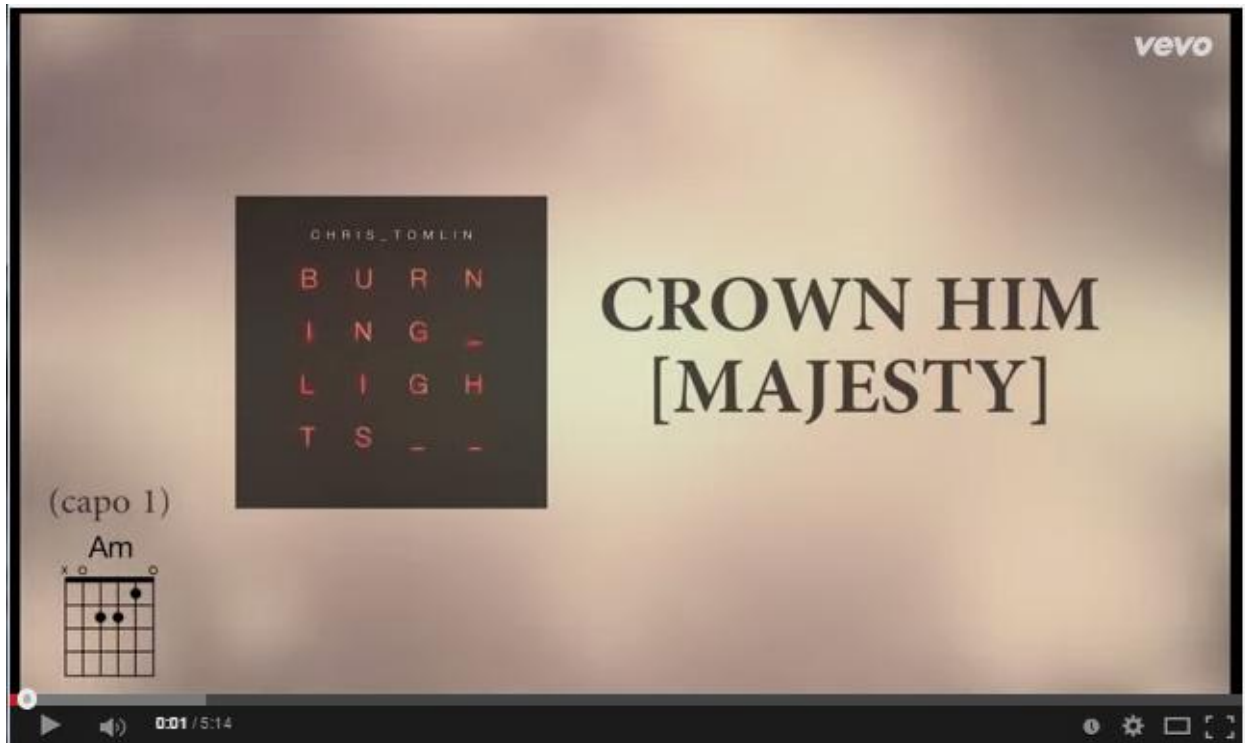 vevo
CHRIS_TOMLIN
B U R N
I N G _
L I G H
T S _ _
CROWN HIM
[MAJESTY]
(capo 1)
Am
x o o
0:01 / 5:14